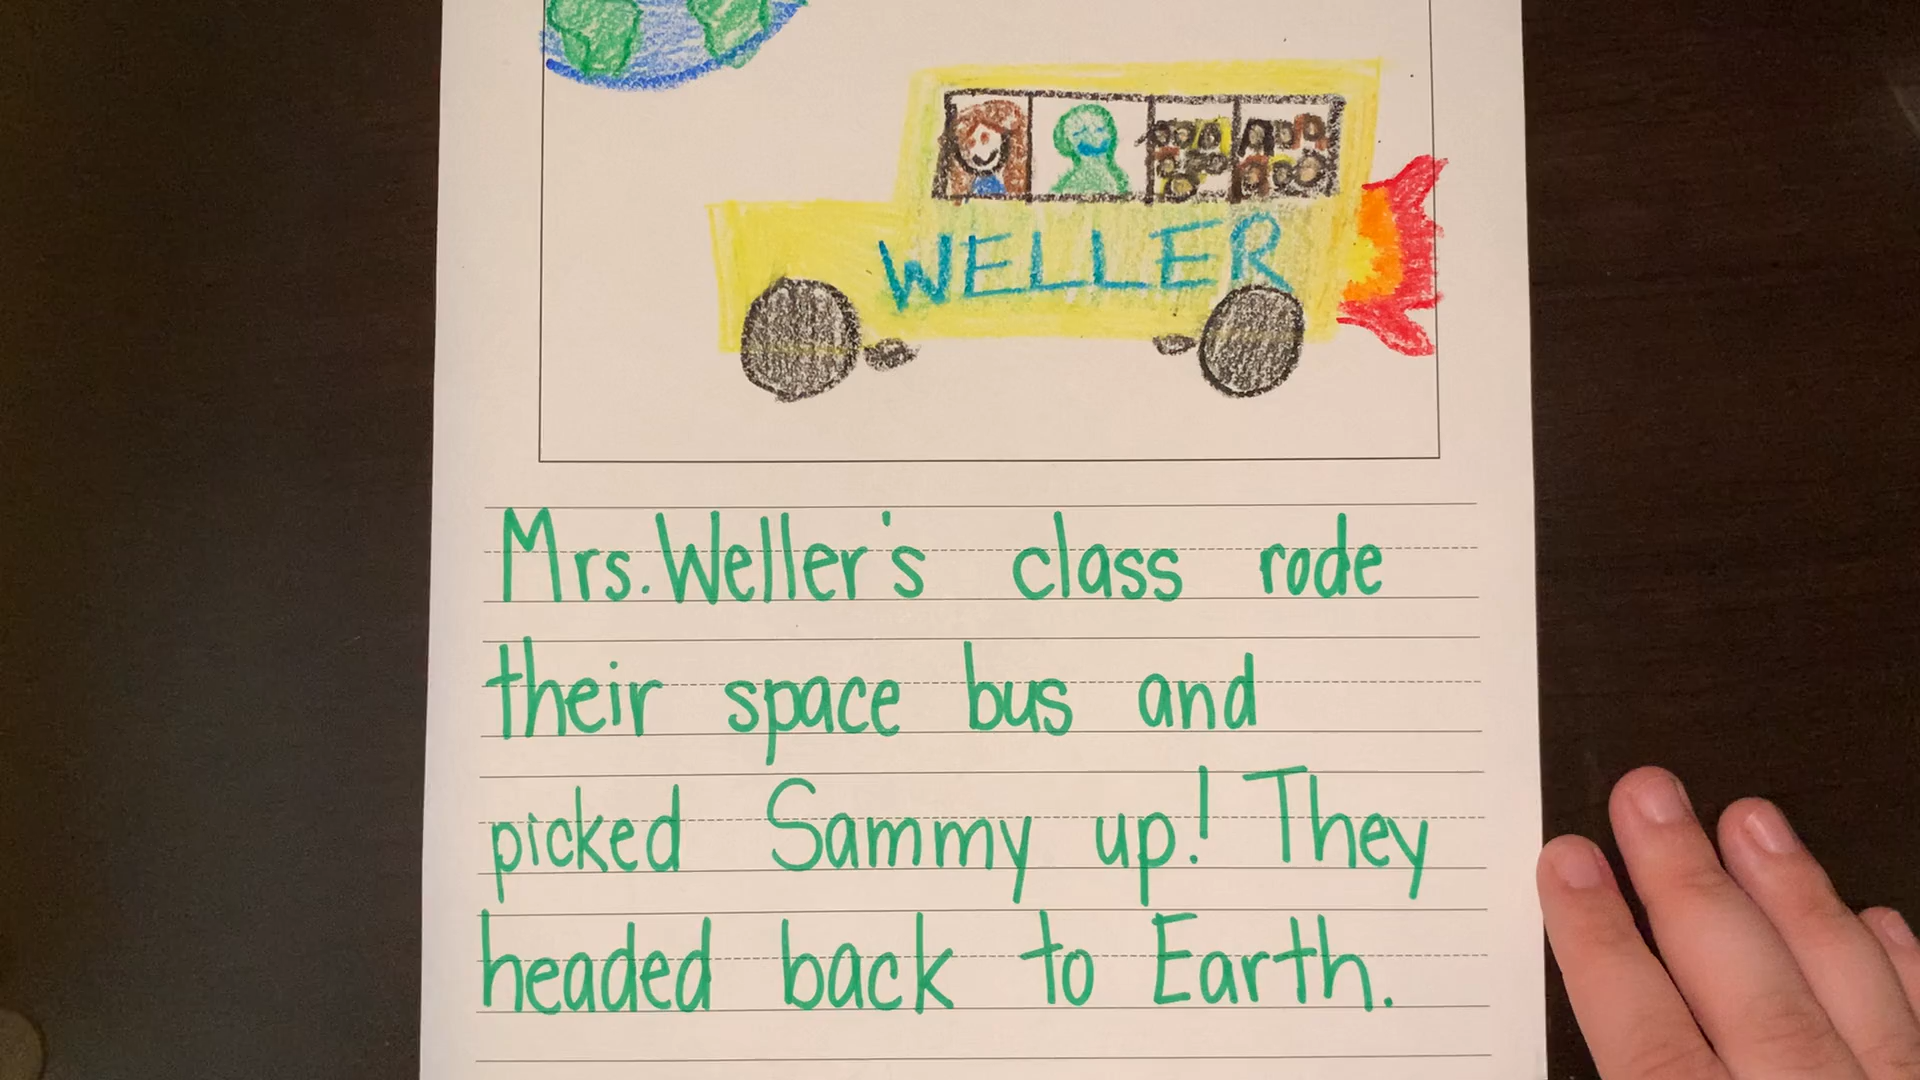 WELLER
Mrs. Weller's class rode
their space bus and
picked Sammy up! They
headed back to Earth.